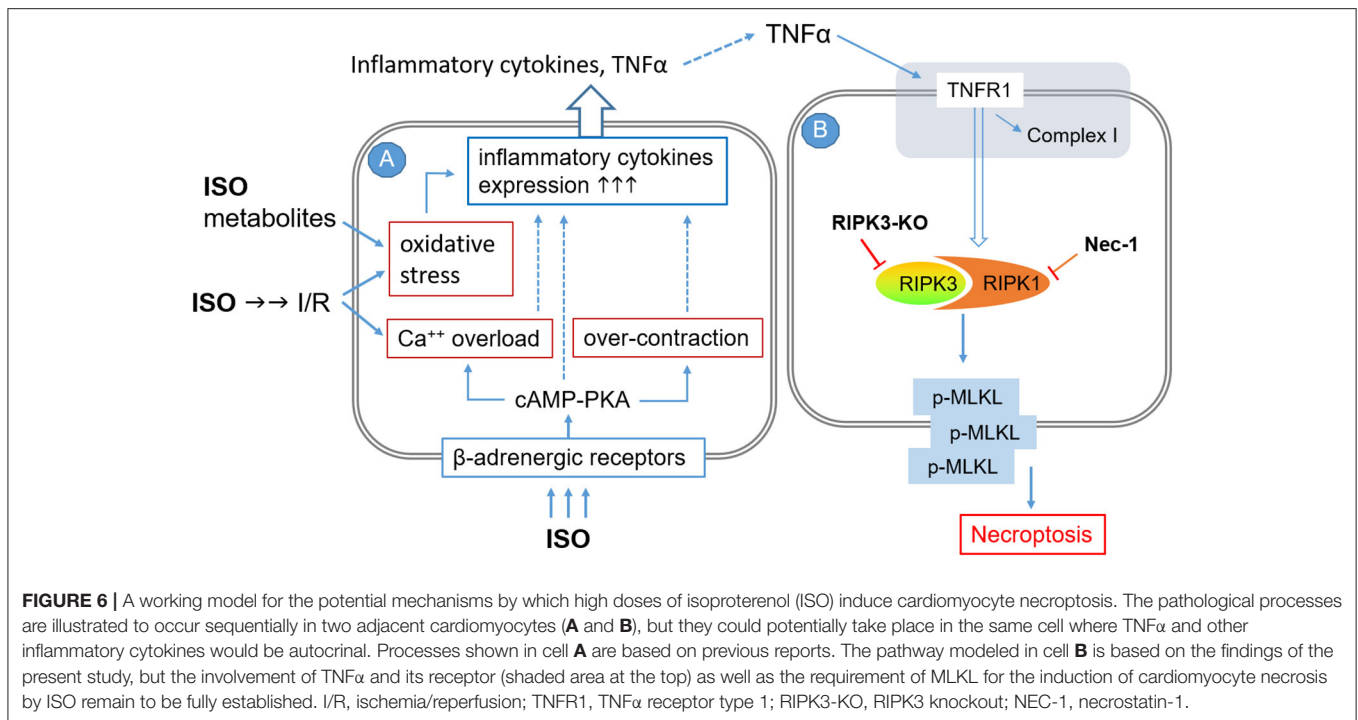 TNFα
Inflammatory cytokines, TNFα
A
inflammatory cytokines
expression ↑↑↑
ISO
metabolites
oxidative
stress
ISO →→ I/R
Ca⁺⁺ overload
over-contraction
cAMP-PKA
β-adrenergic receptors
ISO
B
TNFR1
Complex I
RIPK3-KO
Nec-1
RIPK3
RIPK1
p-MLKL
p-MLKL
p-MLKL
Necroptosis
FIGURE 6 | A working model for the potential mechanisms by which high doses of isoproterenol (ISO) induce cardiomyocyte necroptosis. The pathological processes
are illustrated to occur sequentially in two adjacent cardiomyocytes (A and B), but they could potentially take place in the same cell where TNFα and other
inflammatory cytokines would be autocrinal. Processes shown in cell A are based on previous reports. The pathway modeled in cell B is based on the findings of the
present study, but the involvement of TNFα and its receptor (shaded area at the top) as well as the requirement of MLKL for the induction of cardiomyocyte necrosis
by ISO remain to be fully established. I/R, ischemia/reperfusion; TNFR1, TNFα receptor type 1; RIPK3-KO, RIPK3 knockout; NEC-1, necrostatin-1.